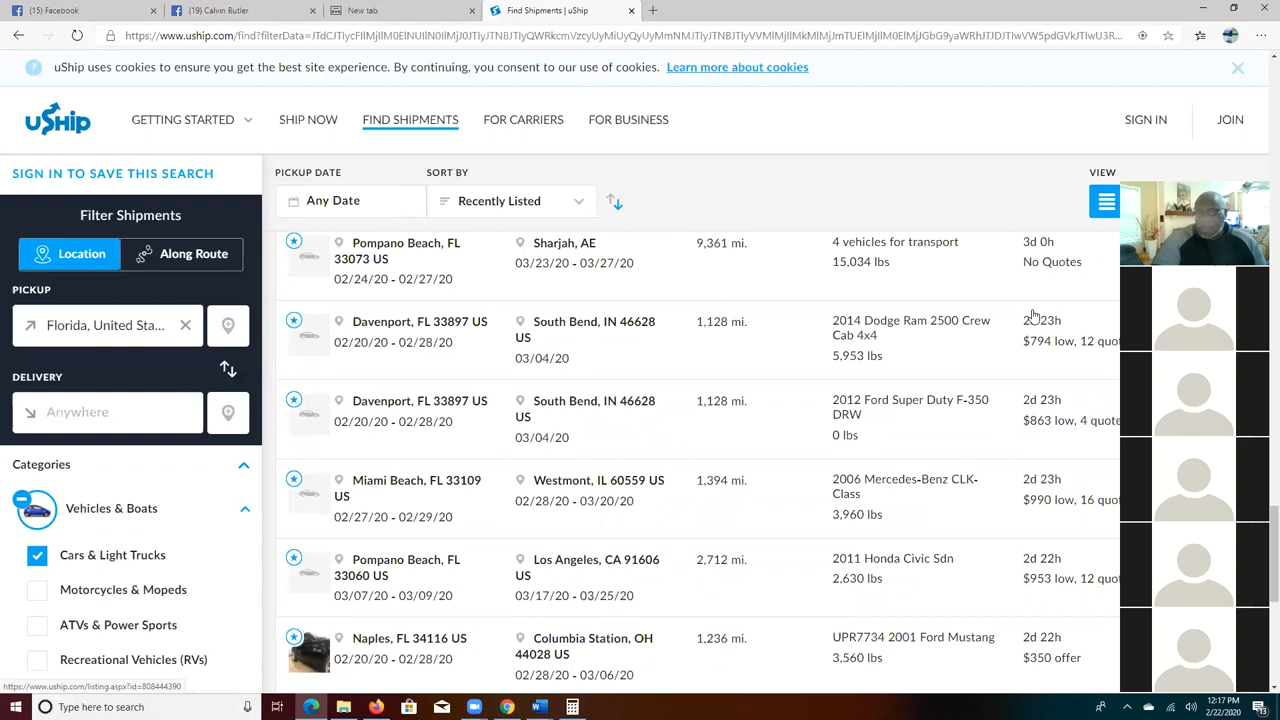 (15) Facebook
(19) Calvin Butler
New tab
Find Shipments | uShip
uShip uses cookies to ensure you get the best site experience. By continuing, you consent to our use of cookies. Learn more about cookies
uShip
GETTING STARTED
SHIP NOW
FIND SHIPMENTS
FOR CARRIERS
FOR BUSINESS
SIGN IN
JOIN
SIGN IN TO SAVE THIS SEARCH
Filter Shipments
Location
Along Route
PICKUP
Florida, United Sta...
DELIVERY
Anywhere
Categories
Vehicles & Boats
Cars & Light Trucks
Motorcycles & Mopeds
ATVs & Power Sports
Recreational Vehicles (RVs)
PICKUP DATE
SORT BY
VIEW
Any Date
Recently Listed
Pompano Beach, FL Sharjah, AE 9,361 mi. 4 vehicles for transport 3d 0h
33073 US 03/23/20 - 03/27/20 15,034 lbs No Quotes
02/24/20 - 02/27/20
Davenport, FL 33897 US South Bend, IN 46628 1,128 mi. 2014 Dodge Ram 2500 Crew 2d 23h
02/20/20 - 02/28/20 US Cab 4x4 $794 low, 12 quo
03/04/20 5,953 lbs
Davenport, FL 33897 US South Bend, IN 46628 1,128 mi. 2012 Ford Super Duty F-350 2d 23h
02/20/20 - 02/28/20 US DRW $863 low, 4 quote
03/04/20 0 lbs
Miami Beach, FL 33109 Westmont, IL 60559 US 1,394 mi. 2006 Mercedes-Benz CLK- 2d 23h
US 02/28/20 - 03/20/20 Class $990 low, 16 quo
02/27/20 - 02/29/20 3,960 lbs
Pompano Beach, FL Los Angeles, CA 91606 2,712 mi. 2011 Honda Civic Sdn 2d 22h
33060 US US 2,630 lbs $953 low, 12 quo
03/07/20 - 03/09/20 03/17/20 - 03/25/20
Naples, FL 34116 US Columbia Station, OH 1,236 mi. UPR7734 2001 Ford Mustang 2d 22h
02/20/20 - 02/28/20 44028 US 3,560 lbs $350 offer
02/28/20 - 03/06/20
https://www.uship.com/listing.aspx?id=808444390
Type here to search
12:17 PM
2/22/2020
13